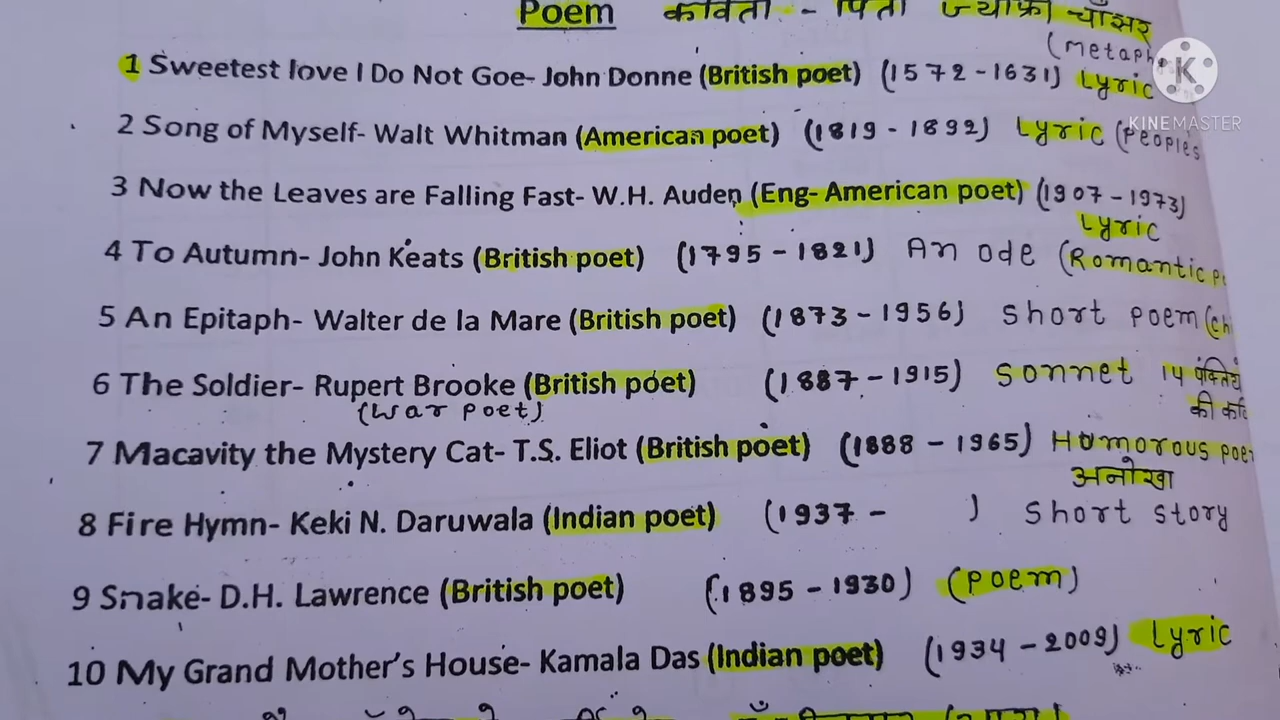 Poem कविता - पिता ज्योफ्री चॉसर
(Metaph
1 Sweetest love I Do Not Goe- John Donne (British poet) (1572-1631) Lyric
K
KINEMASTER
2 Song of Myself- Walt Whitman (American poet) (1819 - 1892) Lyric (Peoples
3 Now the Leaves are Falling Fast- W.H. Auden (Eng- American poet) (1907-1973)
Lyric
4 To Autumn- John Keats (British poet) (1795 - 1821) An ode (Romantic P
5 An Epitaph- Walter de la Mare (British poet) (1873-1956) Short poem (ch
6 The Soldier- Rupert Brooke (British poet) (1887-1915) Sonnet 14 पंक्तियों
(War poet) की कवि
7 Macavity the Mystery Cat- T.S. Eliot (British poet) (1888 - 1965) Humorous poe
अनोखा
8 Fire Hymn- Keki N. Daruwala (Indian poet) (1937 - ) Short story
9 Snake- D.H. Lawrence (British poet) (1895-1930) (poem)
10 My Grand Mother's House- Kamala Das (Indian poet) (1934-2009) Lyric